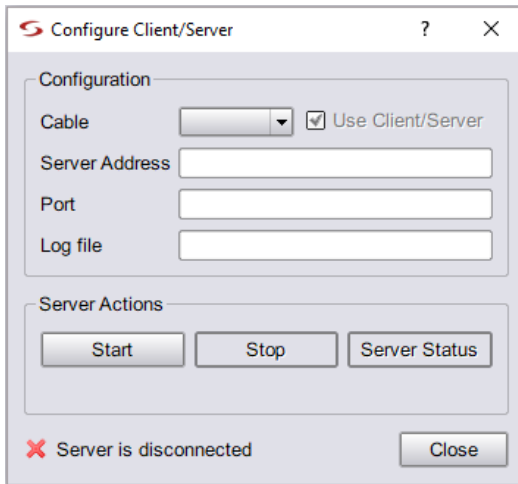 Configure Client/Server ?
Configuration
Cable Use Client/Server
Server Address
Port
Log file
Server Actions
Start Stop Server Status
Server is disconnected Close